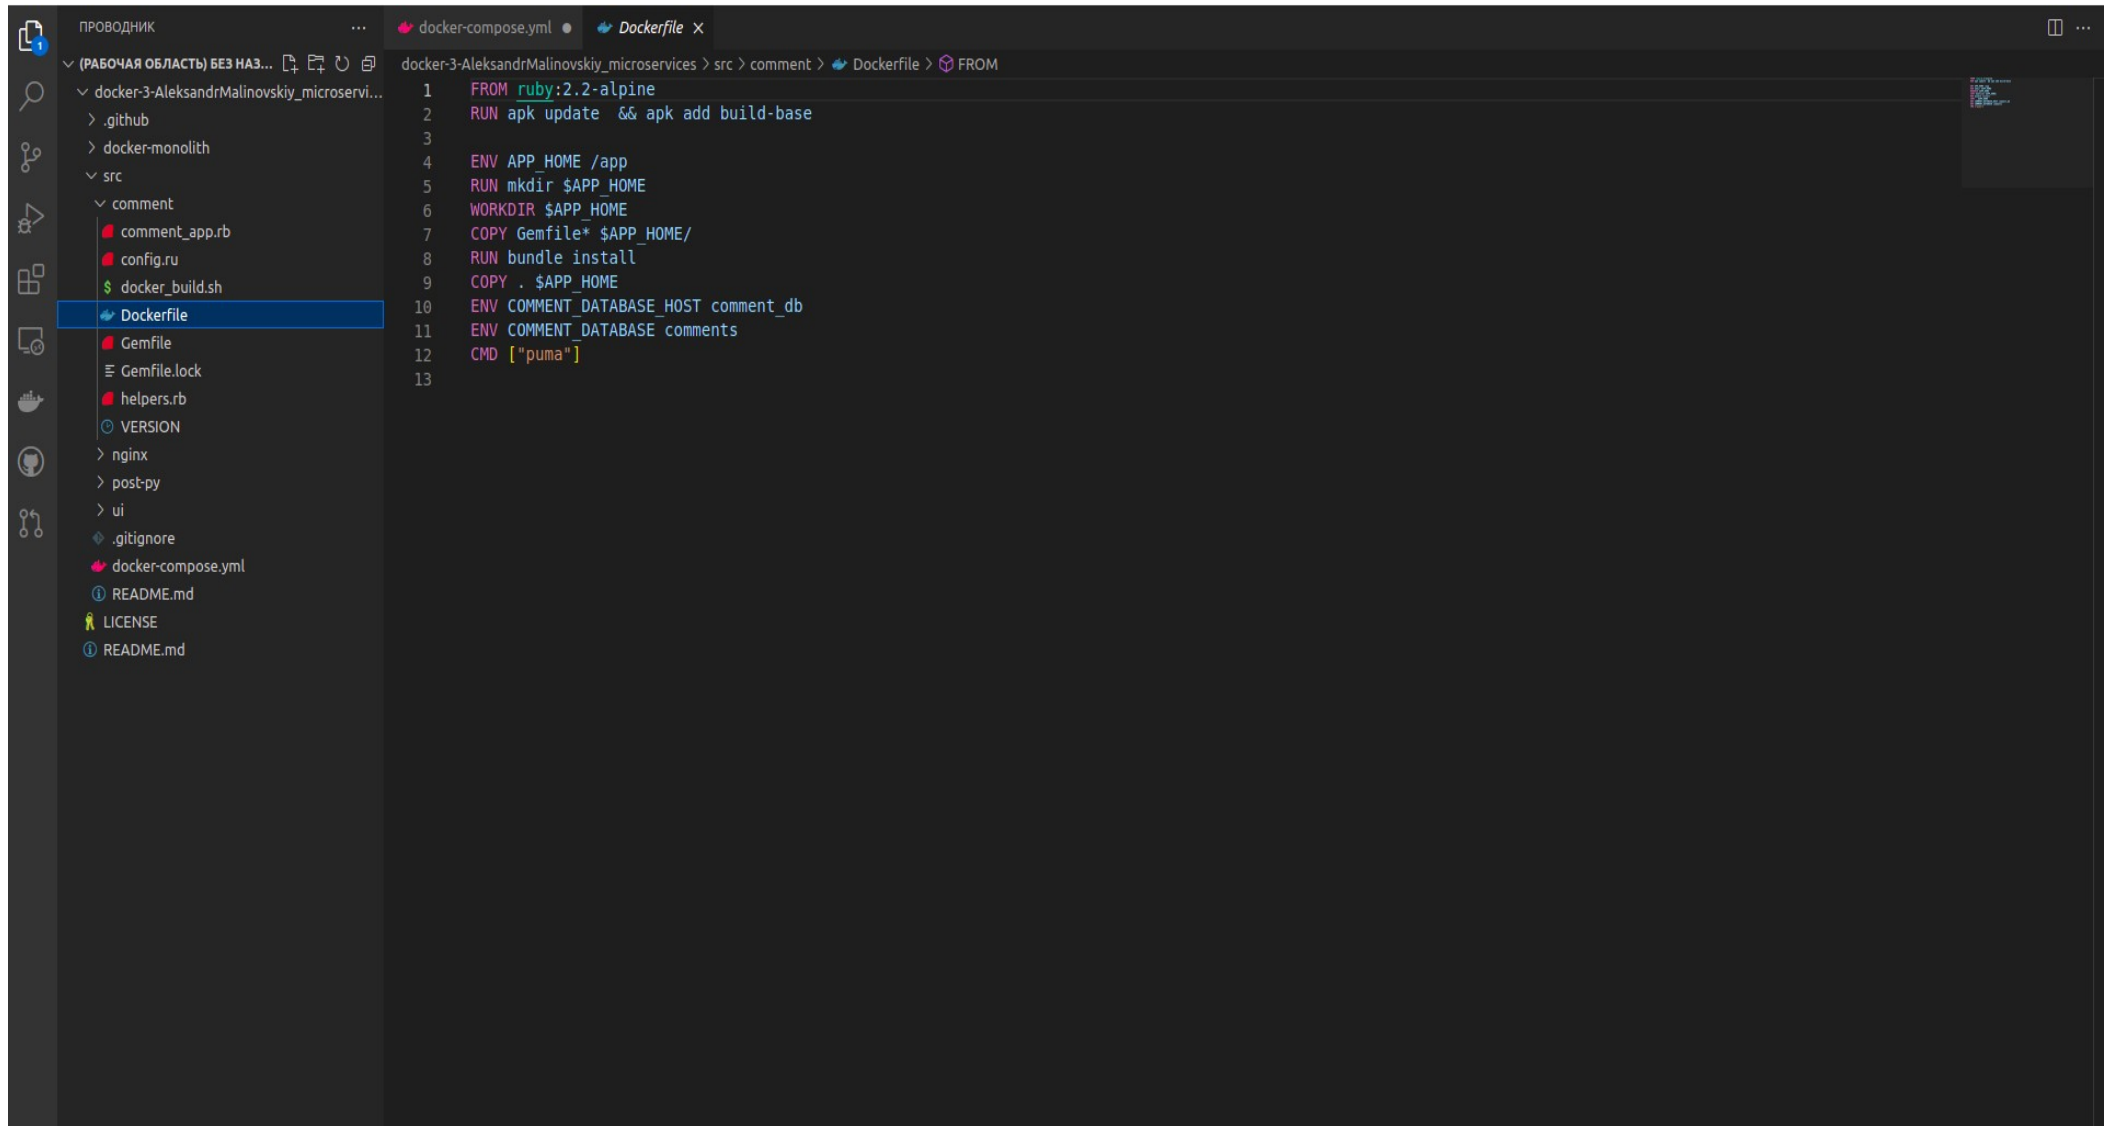 ПРОВОДНИК
(РАБОЧАЯ ОБЛАСТЬ) БЕЗ НАЗ...
docker-3-AleksandrMalinovskiy_microservi...
.github
docker-monolith
src
comment
comment_app.rb
config.ru
$ docker_build.sh
Dockerfile
Gemfile
Gemfile.lock
helpers.rb
VERSION
nginx
post-py
ui
.gitignore
docker-compose.yml
README.md
LICENSE
README.md
1
docker-compose.yml Dockerfile
docker-3-AleksandrMalinovskiy_microservices > src > comment > Dockerfile > FROM
1 FROM ruby:2.2-alpine
2 RUN apk update  && apk add build-base
3
4 ENV APP_HOME /app
5 RUN mkdir $APP_HOME
6 WORKDIR $APP_HOME
7 COPY Gemfile* $APP_HOME/
8 RUN bundle install
9 COPY . $APP_HOME
10 ENV COMMENT_DATABASE_HOST comment_db
11 ENV COMMENT_DATABASE comments
12 CMD ["puma"]
13